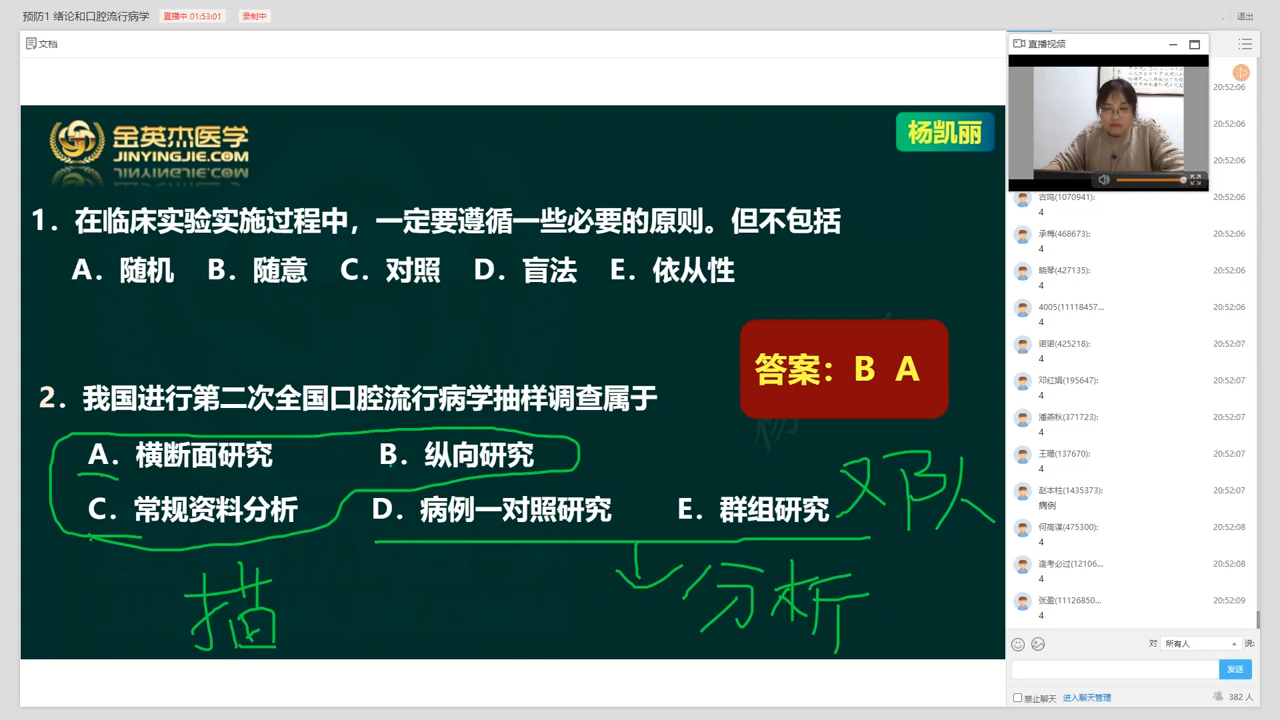 预防1 绪论和口腔流行病学 直播中 01:53:01 录制中 退出
文档
直播视频
金英杰医学
JINYINGJIE.COM
杨凯丽
1．在临床实验实施过程中，一定要遵循一些必要的原则。但不包括
A．随机 B．随意 C．对照 D．盲法 E．依从性
答案：B A
2．我国进行第二次全国口腔流行病学抽样调查属于
A．横断面研究 B．纵向研究
C．常规资料分析 D．病例一对照研究 E．群组研究
队
描
分析
20:52:06
20:52:06
20:52:06
吉鸣(1070941): 20:52:06
4
承梅(468673): 20:52:06
4
晓琴(427135): 20:52:06
4
4005(11118457... 20:52:06
4
诺诺(425218): 20:52:07
4
邓红娟(195647): 20:52:07
4
潘燕秋(371723): 20:52:07
4
王珊(137670): 20:52:07
4
赵本柱(1435373): 20:52:07
病例
何高谋(475300): 20:52:08
4
逢考必过(12106... 20:52:08
4
张盈(11126850... 20:52:09
4
对 所有人 说:
发送
禁止聊天 进入聊天管理 382 人